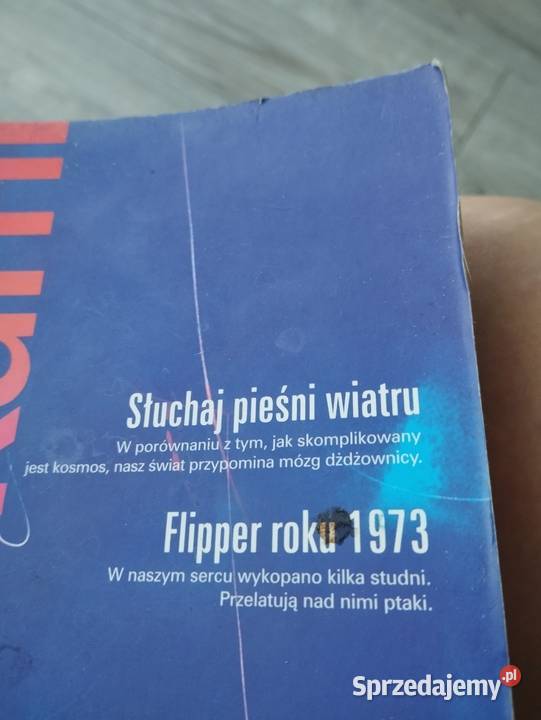 Słuchaj pieśni wiatru
W porównaniu z tym, jak skomplikowany
jest kosmos, nasz świat przypomina mózg dżdżownicy.
Flipper roku 1973
W naszym sercu wykopano kilka studni.
Przelatują nad nimi ptaki.
Sprzedajemy.pl